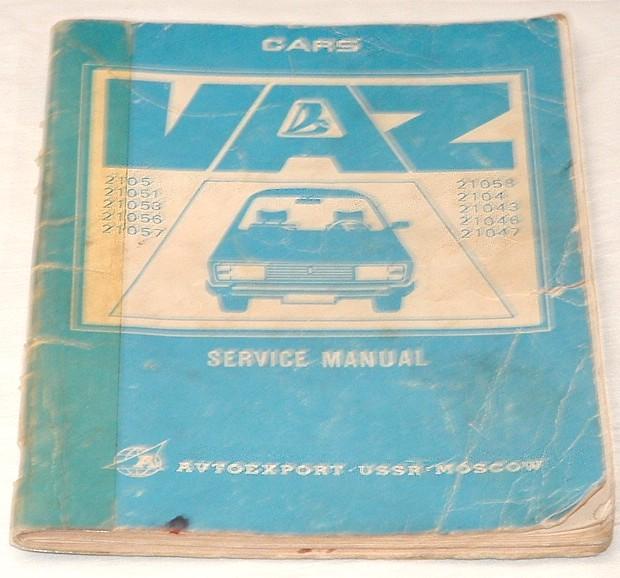 CARS
VAZ
2105
21051
21053
21056
21057
21058
2104
21043
21046
21047
SERVICE MANUAL
AVTOEXPORT·USSR·MOSCOW